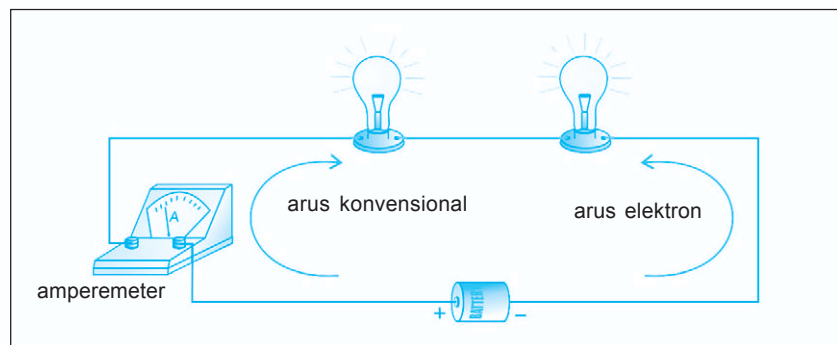 arus konvensional
arus elektron
A
amperemeter
+ BATTERY −